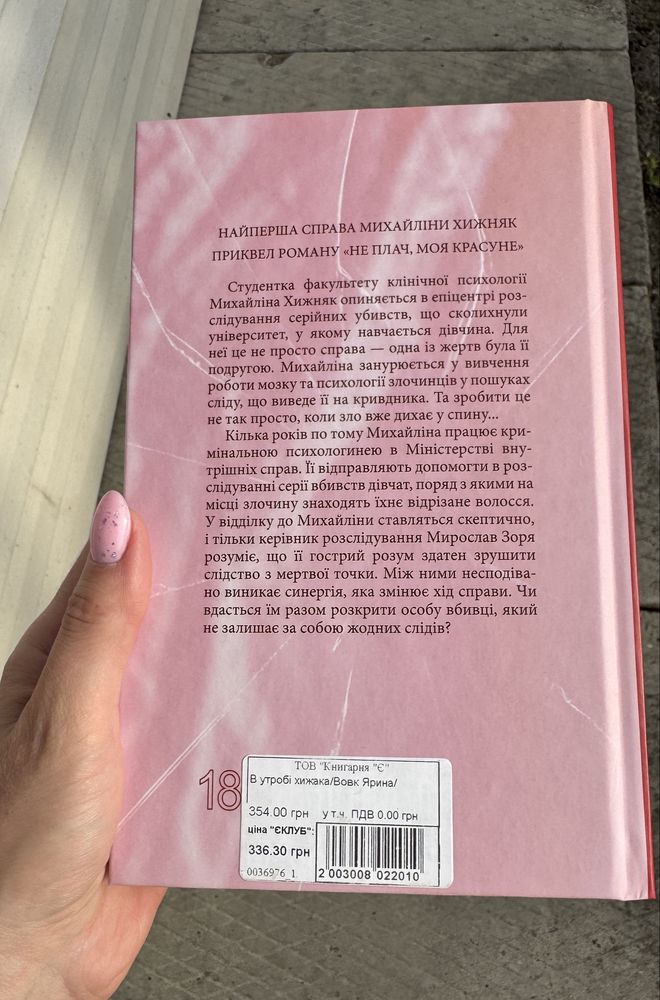 НАЙПЕРША СПРАВА МИХАЙЛІНИ ХИЖНЯК
ПРИКВЕЛ РОМАНУ «НЕ ПЛАЧ, МОЯ КРАСУНЕ»
Студентка факультету клінічної психології
Михайліна Хижняк опиняється в епіцентрі роз-
слідування серійних убивств, що сколихнули
університет, у якому навчається дівчина. Для
неї це не просто справа — одна із жертв була її
подругою. Михайліна занурюється у вивчення
роботи мозку та психології злочинців у пошуках
сліду, що виведе її на кривдника. Та зробити це
не так просто, коли зло вже дихає у спину...
Кілька років по тому Михайліна працює кри-
мінальною психологинею в Міністерстві вну-
трішніх справ. Її відправляють допомогти в роз-
слідуванні серії вбивств дівчат, поряд з якими на
місці злочину знаходять їхнє відрізане волосся.
У відділку до Михайліни ставляться скептично,
і тільки керівник розслідування Мирослав Зоря
розуміє, що її гострий розум здатен зрушити
слідство з мертвої точки. Між ними несподіва-
но виникає синергія, яка змінює хід справи. Чи
вдасться їм разом розкрити особу вбивці, який
не залишає за собою жодних слідів?
18
ТОВ "Книгарня "Є"
В утробі хижака/Вовк Ярина/
354.00 грн у т.ч. ПДВ 0.00 грн
ціна "ЄКЛУБ":
336.30 грн
0036976 1
2 003008 022010